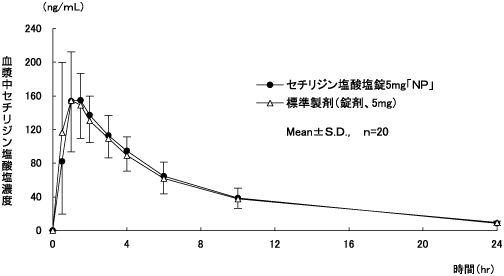 (ng/mL)
240
200
160
120
80
40
0
血漿中セチリジン塩酸塩濃度
セチリジン塩酸塩錠5mg「NP」
標準製剤(錠剤、5mg)
Mean±S.D., n=20
0 4 8 12 16 20 24
時間(hr)